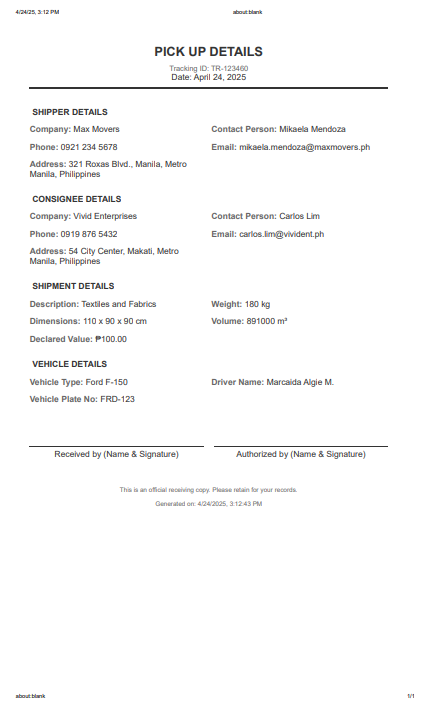 4/24/25, 3:12 PM about:blank
PICK UP DETAILS
Tracking ID: TR-123460
Date: April 24, 2025
SHIPPER DETAILS
Company: Max Movers Contact Person: Mikaela Mendoza
Phone: 0921 234 5678 Email: mikaela.mendoza@maxmovers.ph
Address: 321 Roxas Blvd., Manila, Metro
Manila, Philippines
CONSIGNEE DETAILS
Company: Vivid Enterprises Contact Person: Carlos Lim
Phone: 0919 876 5432 Email: carlos.lim@vivident.ph
Address: 54 City Center, Makati, Metro
Manila, Philippines
SHIPMENT DETAILS
Description: Textiles and Fabrics Weight: 180 kg
Dimensions: 110 x 90 x 90 cm Volume: 891000 m³
Declared Value: ₱100.00
VEHICLE DETAILS
Vehicle Type: Ford F-150 Driver Name: Marcaida Algie M.
Vehicle Plate No: FRD-123
Received by (Name & Signature) Authorized by (Name & Signature)
This is an official receiving copy. Please retain for your records.
Generated on: 4/24/2025, 3:12:43 PM
about:blank 1/1